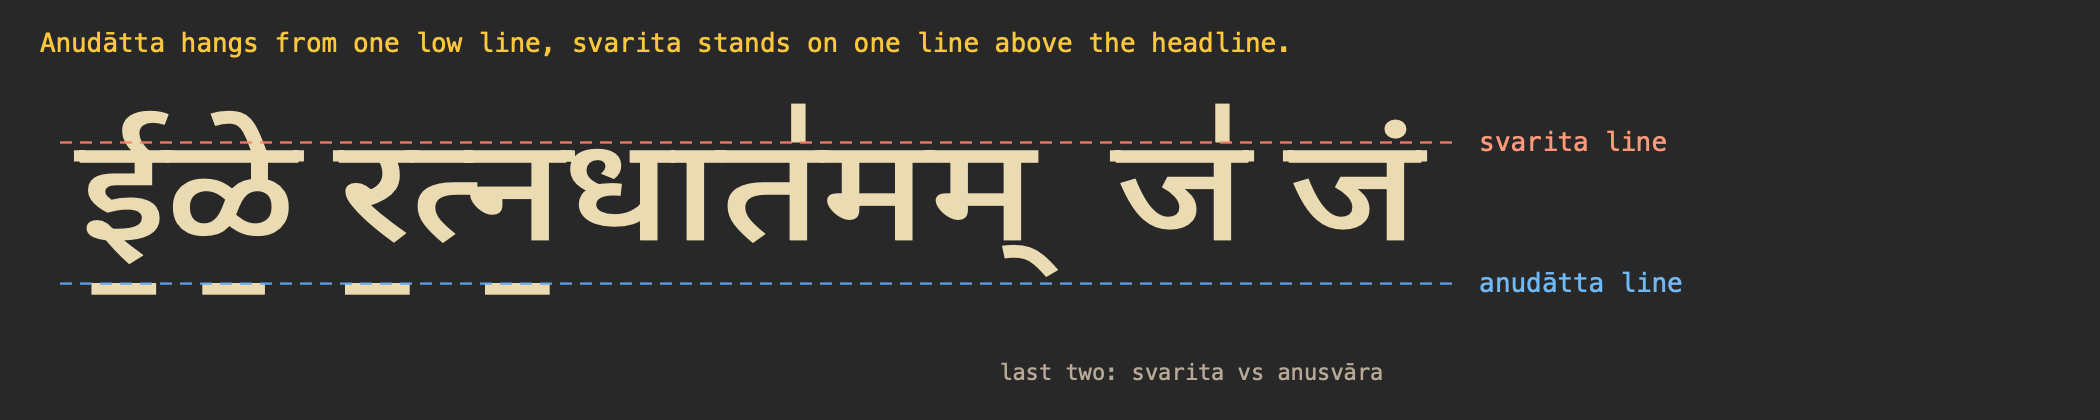 Anudātta hangs from one low line, svarita stands on one line above the headline.
ई॒ळे॒ र॒त्न॒धात॑मम् ज॑ जं
svarita line
anudātta line
last two: svarita vs anusvāra